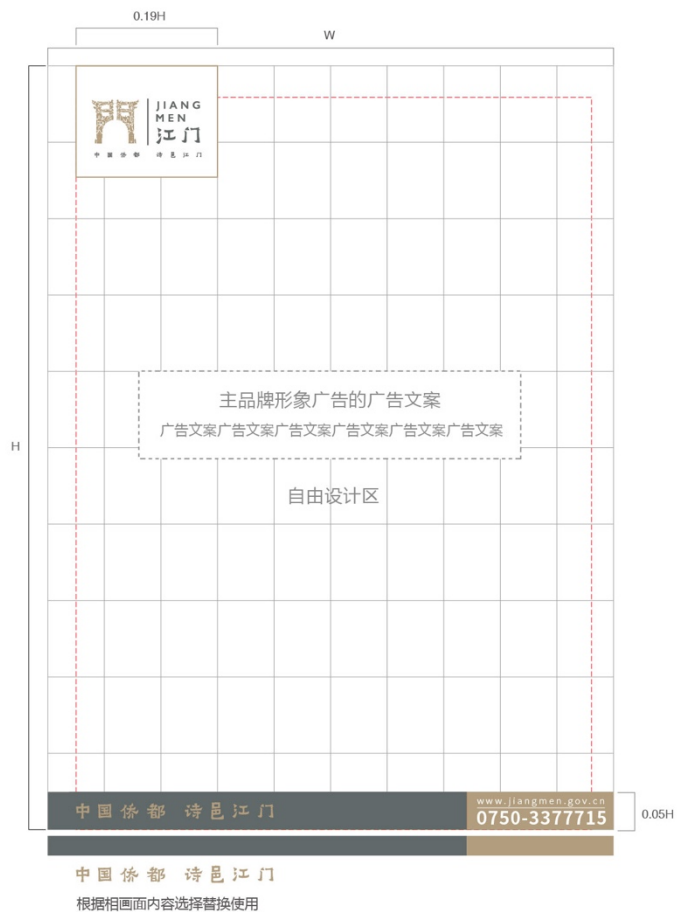 0.19H
W
JIANG
MEN
江门
中国侨都 诗邑江门
主品牌形象广告的广告文案
广告文案广告文案广告文案广告文案广告文案广告文案
H
自由设计区
中国侨都 诗邑江门
www.jiangmen.gov.cn
0750-3377715
0.05H
中国侨都 诗邑江门
根据相画面内容选择替换使用